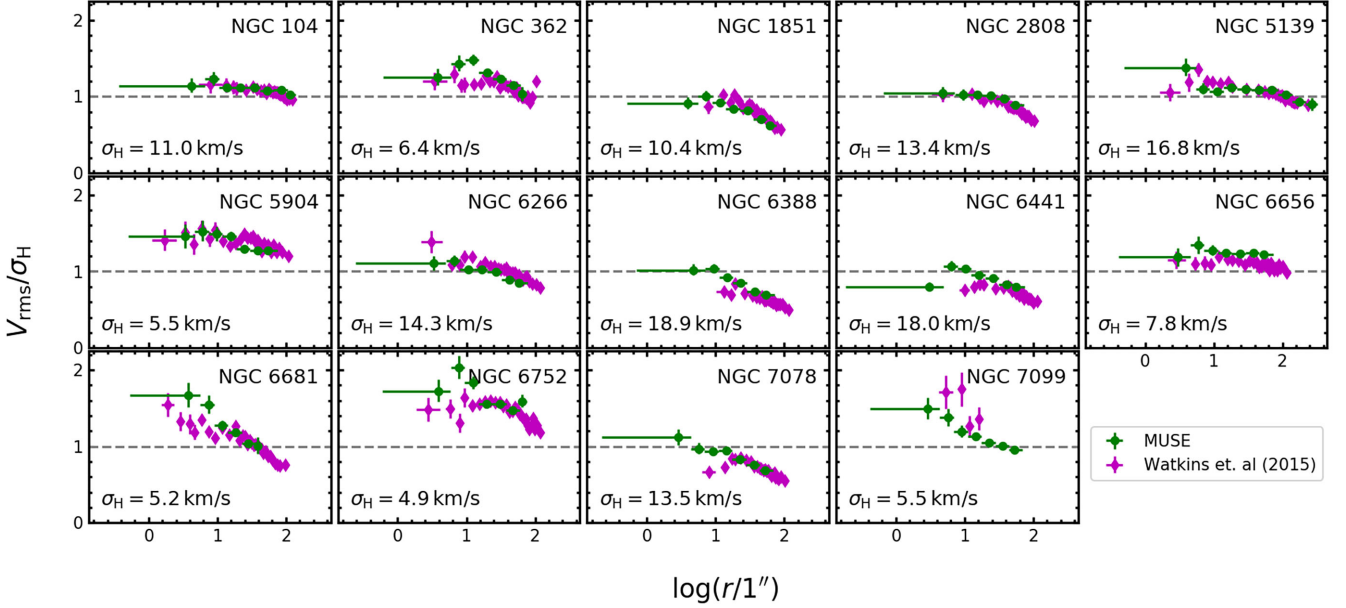 NGC 104
NGC 362
NGC 1851
NGC 2808
NGC 5139
2
1
0
σH = 11.0 km/s
σH = 6.4 km/s
σH = 10.4 km/s
σH = 13.4 km/s
σH = 16.8 km/s
NGC 5904
NGC 6266
NGC 6388
NGC 6441
NGC 6656
2
1
0
Vrms/σH
σH = 5.5 km/s
σH = 14.3 km/s
σH = 18.9 km/s
σH = 18.0 km/s
σH = 7.8 km/s
0 1 2
NGC 6681
NGC 6752
NGC 7078
NGC 7099
2
1
0
σH = 5.2 km/s
σH = 4.9 km/s
σH = 13.5 km/s
σH = 5.5 km/s
MUSE
Watkins et. al (2015)
0 1 2
0 1 2
0 1 2
0 1 2
log(r/1″)